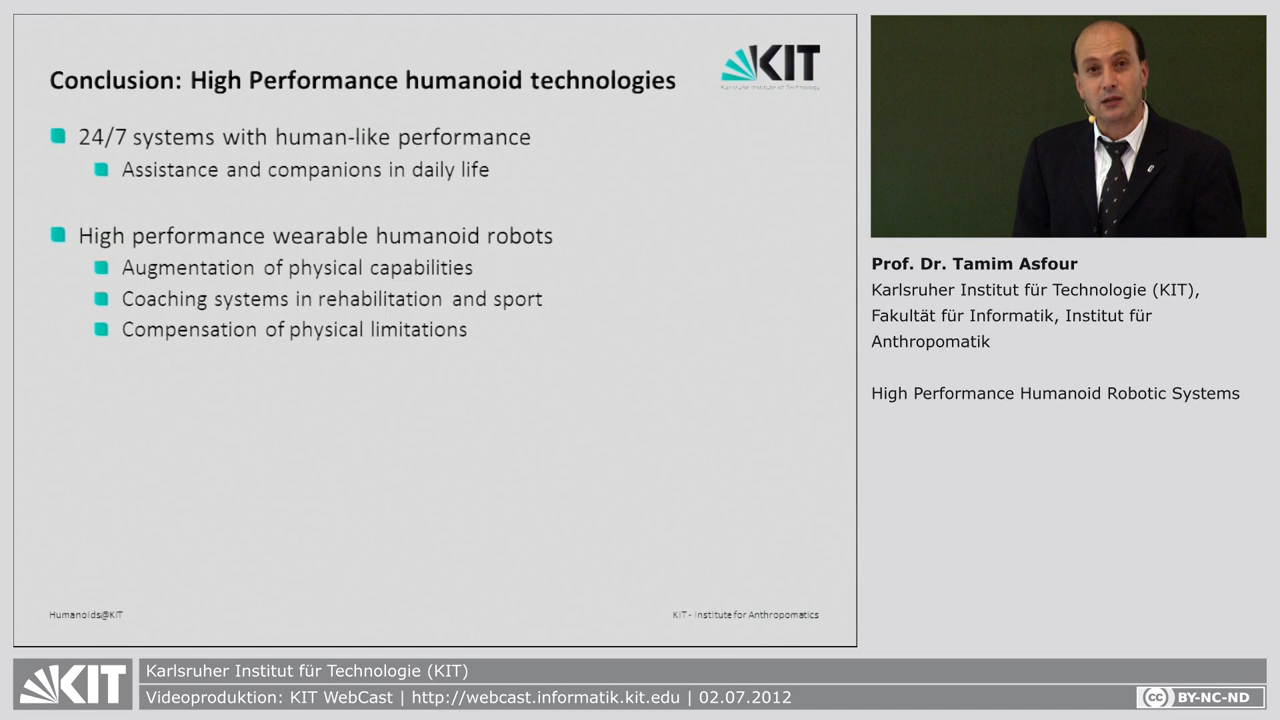 Conclusion: High Performance humanoid technologies
KIT
Karlsruher Institute of Technology
24/7 systems with human-like performance
Assistance and companions in daily life
High performance wearable humanoid robots
Augmentation of physical capabilities
Coaching systems in rehabilitation and sport
Compensation of physical limitations
Humanoids@KIT
KIT - Institute for Anthropomatics
Prof. Dr. Tamim Asfour
Karlsruher Institut für Technologie (KIT),
Fakultät für Informatik, Institut für
Anthropomatik
High Performance Humanoid Robotic Systems
KIT
Karlsruher Institut für Technologie (KIT)
Videoproduktion: KIT WebCast | http://webcast.informatik.kit.edu | 02.07.2012
cc BY-NC-ND